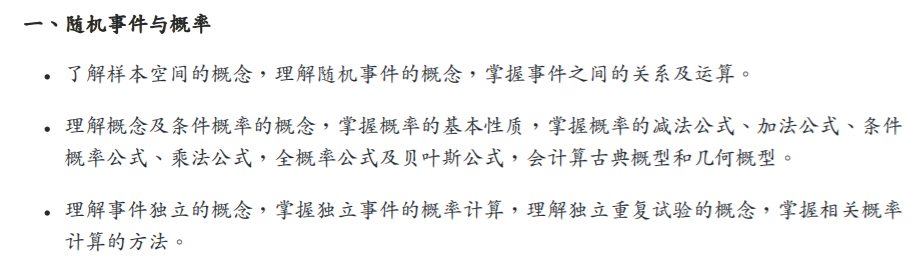 一、随机事件与概率
• 了解样本空间的概念，理解随机事件的概念，掌握事件之间的关系及运算。
• 理解概念及条件概率的概念，掌握概率的基本性质，掌握概率的减法公式、加法公式、条件
概率公式、乘法公式，全概率公式及贝叶斯公式，会计算古典概型和几何概型。
• 理解事件独立的概念，掌握独立事件的概率计算，理解独立重复试验的概念，掌握相关概率
计算的方法。